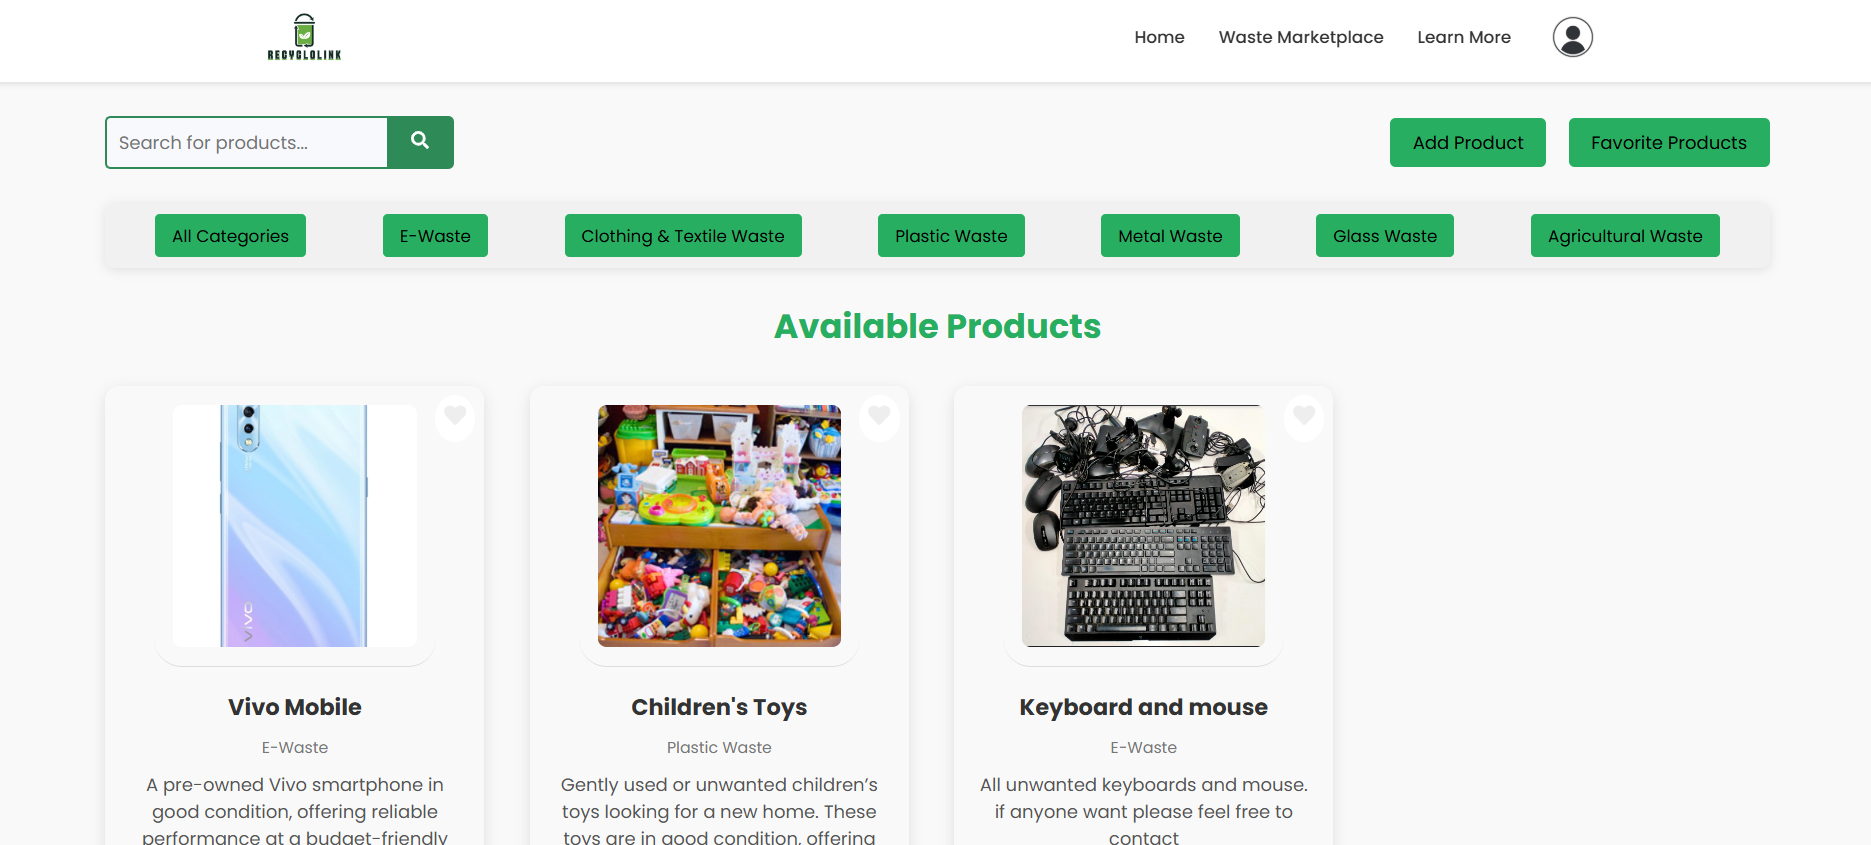 RECYCLOLINK
Home
Waste Marketplace
Learn More
Search for products...
Add Product
Favorite Products
All Categories
E-Waste
Clothing & Textile Waste
Plastic Waste
Metal Waste
Glass Waste
Agricultural Waste
Available Products
vivo
Vivo Mobile
E-Waste
A pre-owned Vivo smartphone in
good condition, offering reliable
performance at a budget-friendly
Children's Toys
Plastic Waste
Gently used or unwanted children’s
toys looking for a new home. These
toys are in good condition, offering
Keyboard and mouse
E-Waste
All unwanted keyboards and mouse.
if anyone want please feel free to
contact